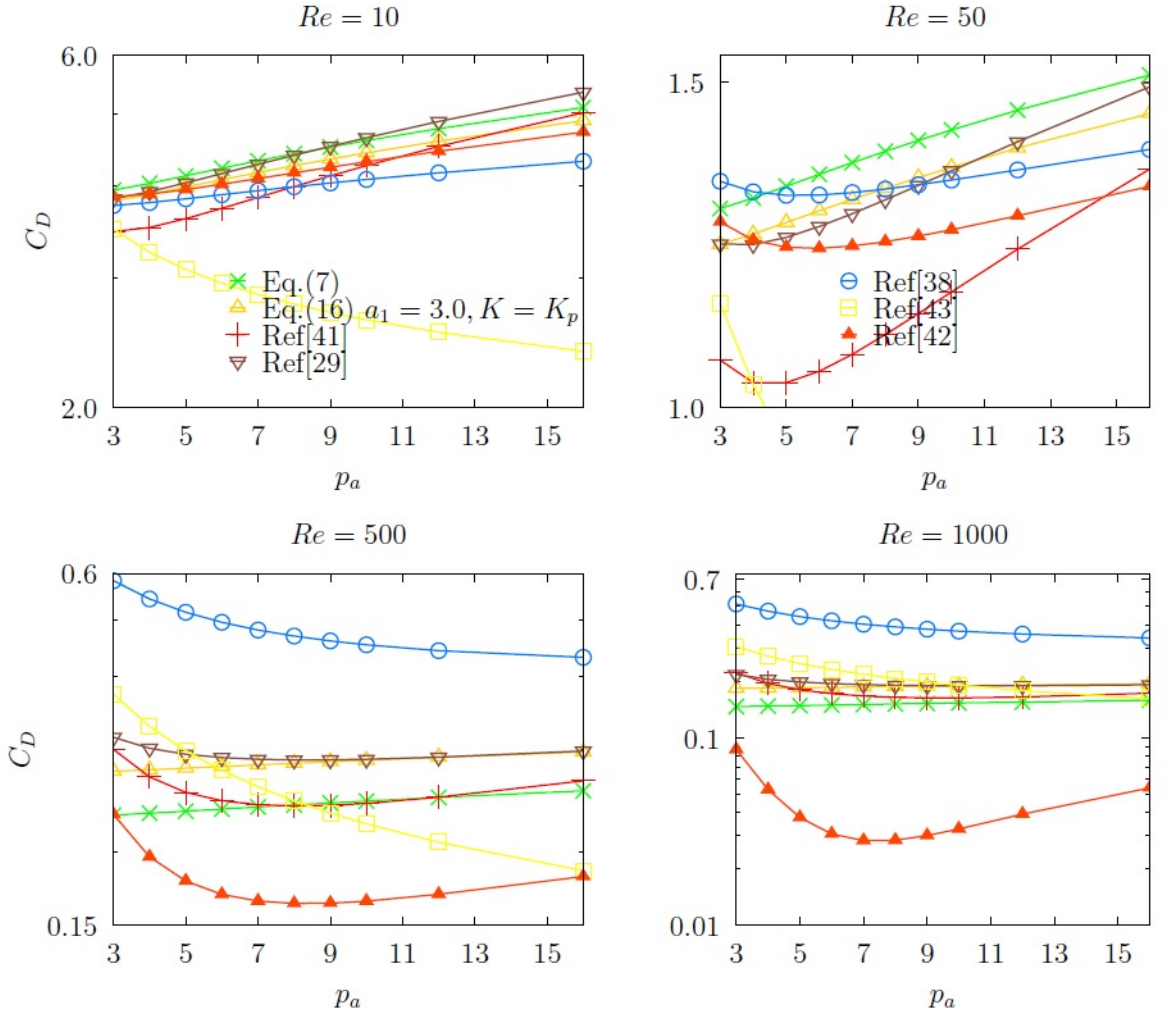 Re = 10
6.0
C_D
2.0
3 5 7 9 11 13 15
p_a
Eq.(7)
Eq.(16) a_1 = 3.0, K = K_p
Ref[41]
Ref[29]
Re = 50
1.5
1.0
3 5 7 9 11 13 15
p_a
Ref[38]
Ref[43]
Ref[42]
Re = 500
0.6
C_D
0.15
3 5 7 9 11 13 15
p_a
Re = 1000
0.7
0.1
0.01
3 5 7 9 11 13 15
p_a